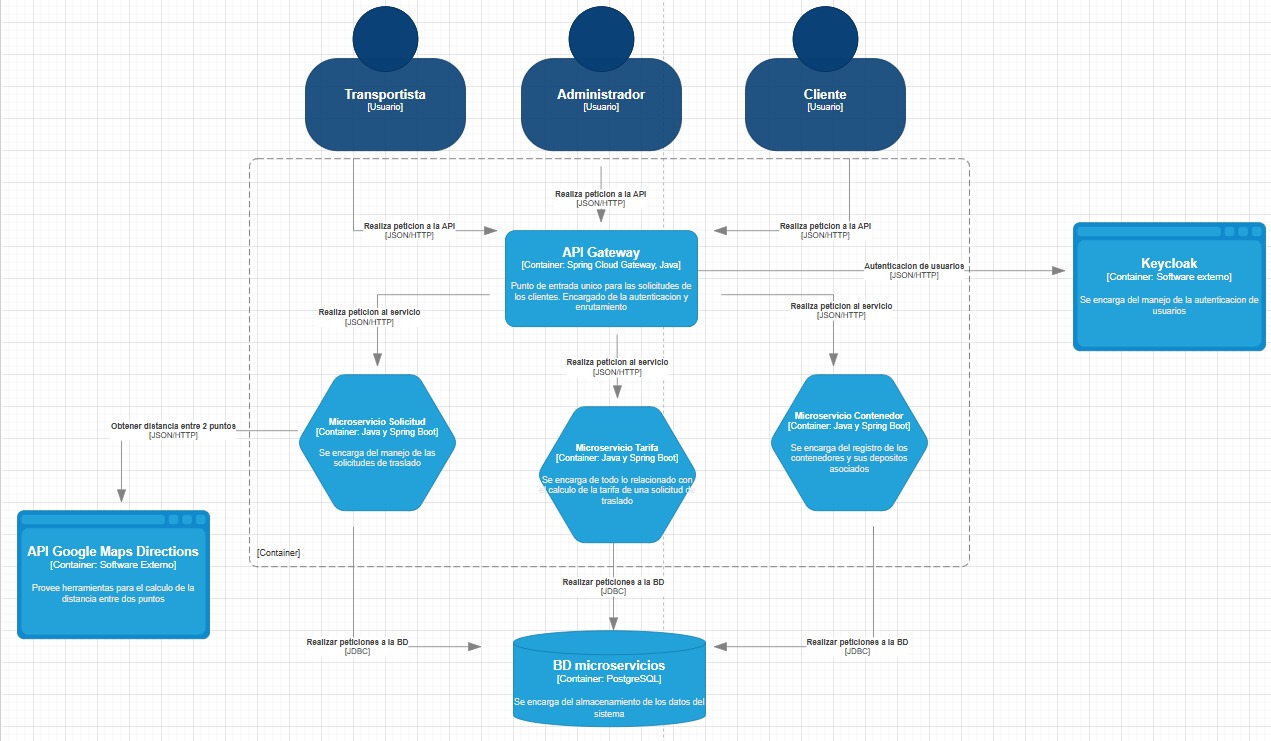 Transportista
[Usuario]
Administrador
[Usuario]
Cliente
[Usuario]
Realiza peticion a la API
[JSON/HTTP]
Realiza peticion a la API
[JSON/HTTP]
Realiza peticion a la API
[JSON/HTTP]
API Gateway
[Container: Spring Cloud Gateway, Java]
Punto de entrada unico para las solicitudes de
los clientes. Encargado de la autenticacion y
enrutamiento
Autenticacion de usuarios
[JSON/HTTP]
Keycloak
[Container: Software externo]
Se encarga del manejo de la autenticacion de
usuarios
Realiza peticion al servicio
[JSON/HTTP]
Realiza peticion al servicio
[JSON/HTTP]
Realiza peticion al servicio
[JSON/HTTP]
Microservicio Solicitud
[Container: Java y Spring Boot]
Se encarga del manejo de las
solicitudes de traslado
Microservicio Tarifa
[Container: Java y Spring Boot]
Se encarga de todo lo relacionado con
el calculo de la tarifa de una solicitud de
traslado
Microservicio Contenedor
[Container: Java y Spring Boot]
Se encarga del registro de los
contenedores y sus depositos
asociados
Obtener distancia entre 2 puntos
[JSON/HTTP]
API Google Maps Directions
[Container: Software Externo]
Provee herramientas para el calculo de la
distancia entre dos puntos
[Container]
Realizar peticiones a la BD
[JDBC]
Realizar peticiones a la BD
[JDBC]
Realizar peticiones a la BD
[JDBC]
BD microservicios
[Container: PostgreSQL]
Se encarga del almacenamiento de los datos del
sistema